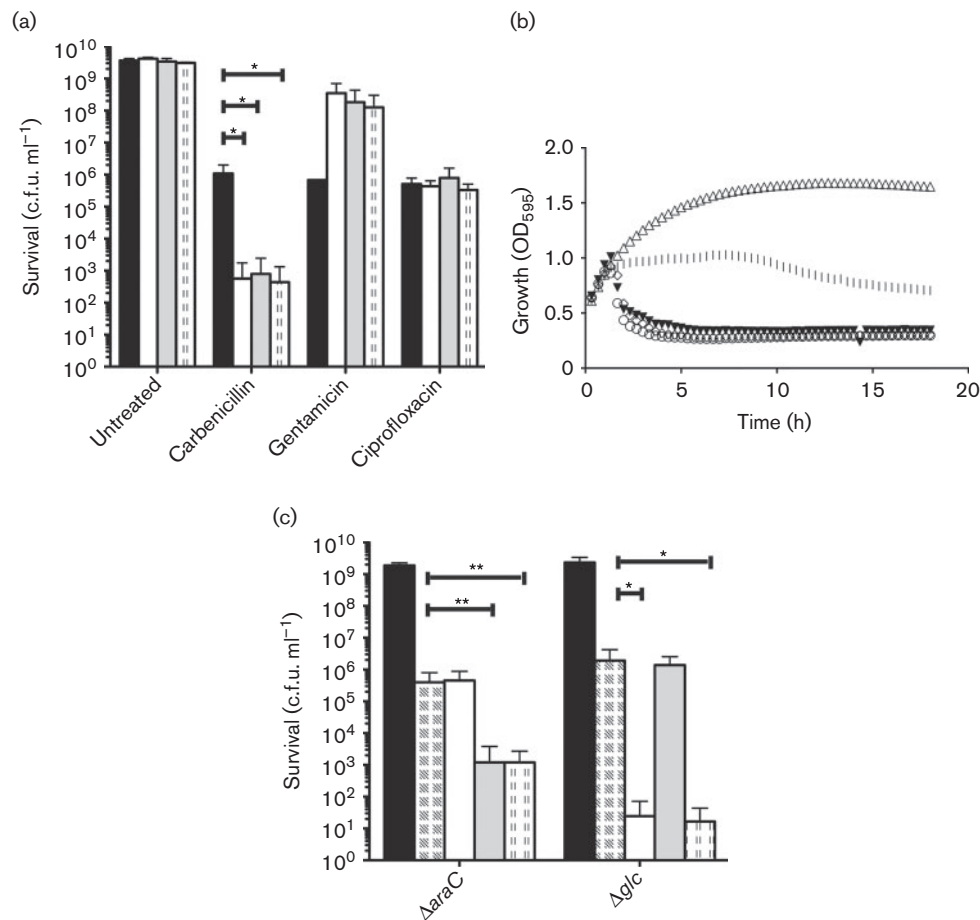 (a)
Survival (c.f.u. ml⁻¹)
10¹⁰
10⁹
10⁸
10⁷
10⁶
10⁵
10⁴
10³
10²
10¹
10⁰
*
*
*
Untreated
Carbenicillin
Gentamicin
Ciprofloxacin
(b)
Growth (OD₅₉₅)
2.0
1.5
1.0
0.5
0
0 5 10 15 20
Time (h)
(c)
Survival (c.f.u. ml⁻¹)
10¹⁰
10⁹
10⁸
10⁷
10⁶
10⁵
10⁴
10³
10²
10¹
10⁰
**
**
*
*
ΔaraC
Δglc